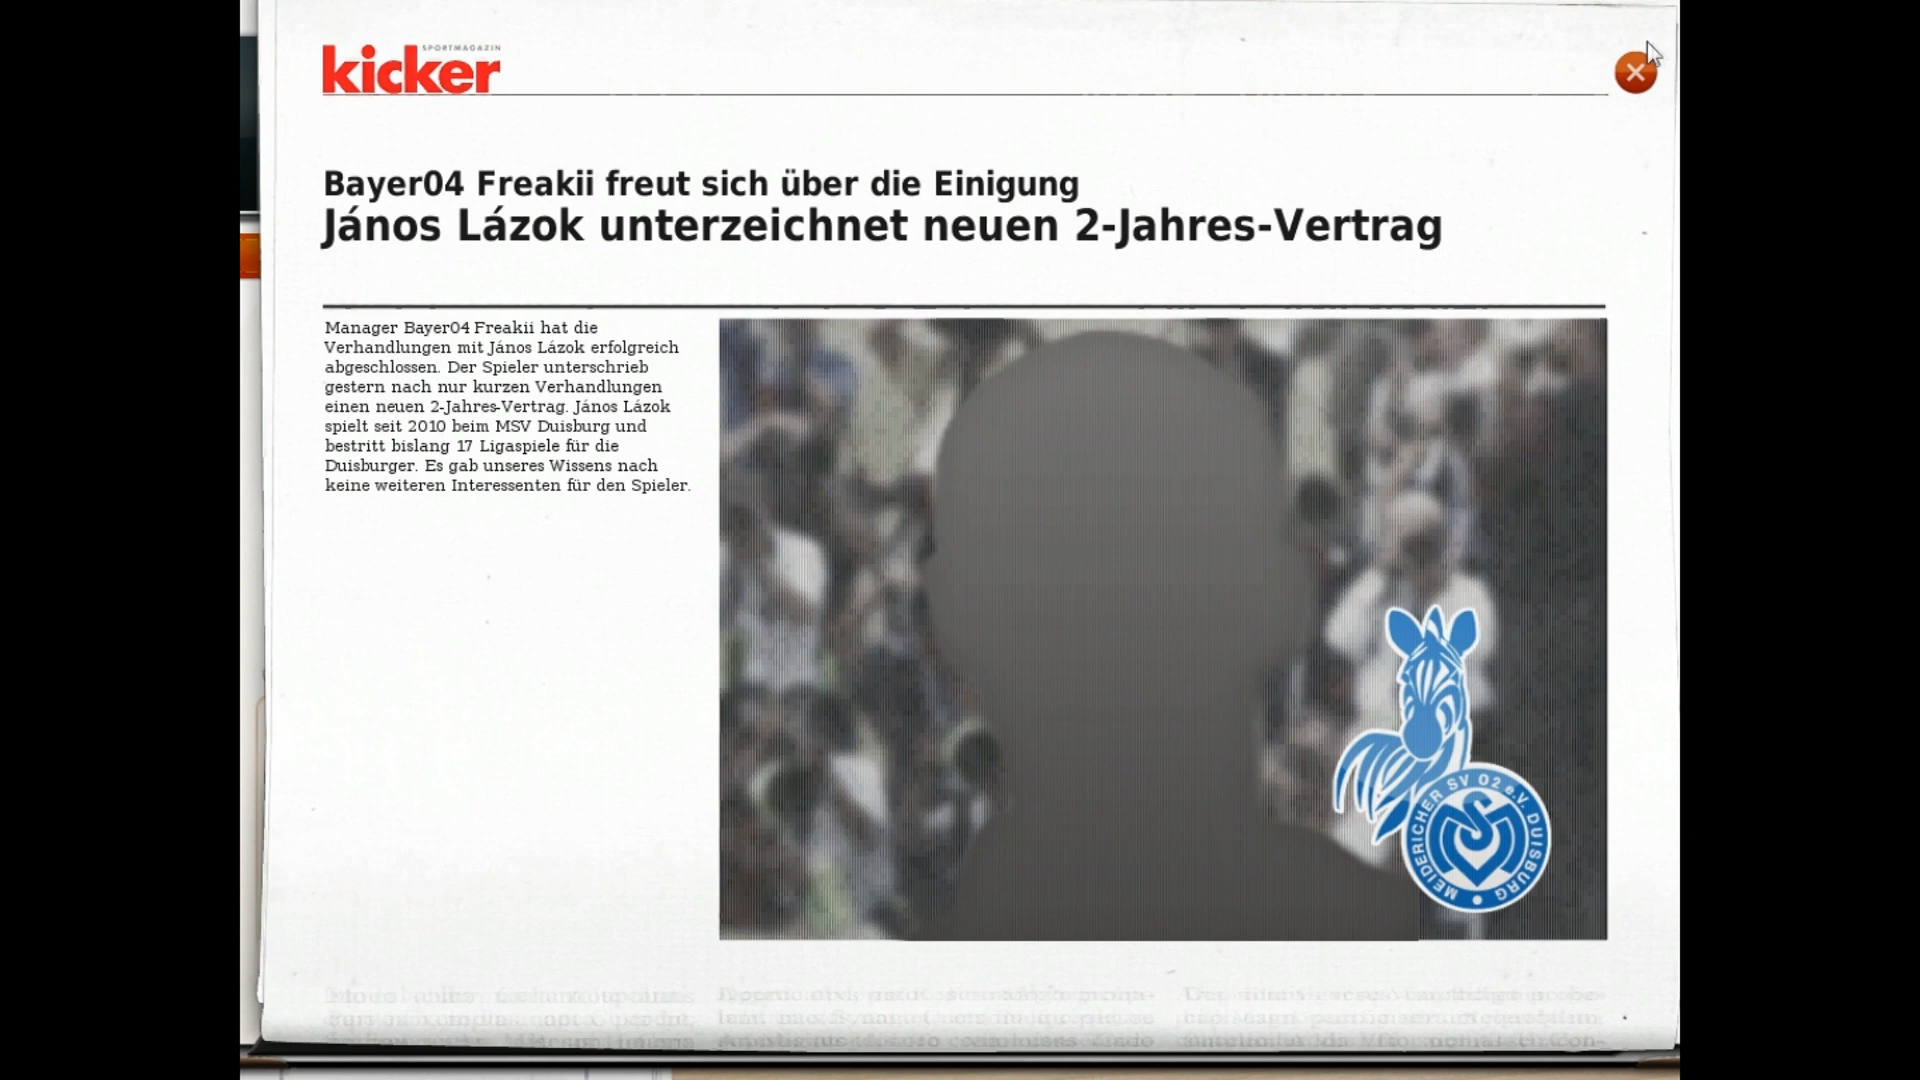 SPORTMAGAZIN
kicker
Bayer04 Freakii freut sich über die Einigung
János Lázok unterzeichnet neuen 2-Jahres-Vertrag
Manager Bayer04 Freakii hat die
Verhandlungen mit János Lázok erfolgreich
abgeschlossen. Der Spieler unterschrieb
gestern nach nur kurzen Verhandlungen
einen neuen 2-Jahres-Vertrag. János Lázok
spielt seit 2010 beim MSV Duisburg und
bestritt bislang 17 Ligaspiele für die
Duisburger. Es gab unseres Wissens nach
keine weiteren Interessenten für den Spieler.
MEIDERICHER SV 02 e.V. DUISBURG
MSV